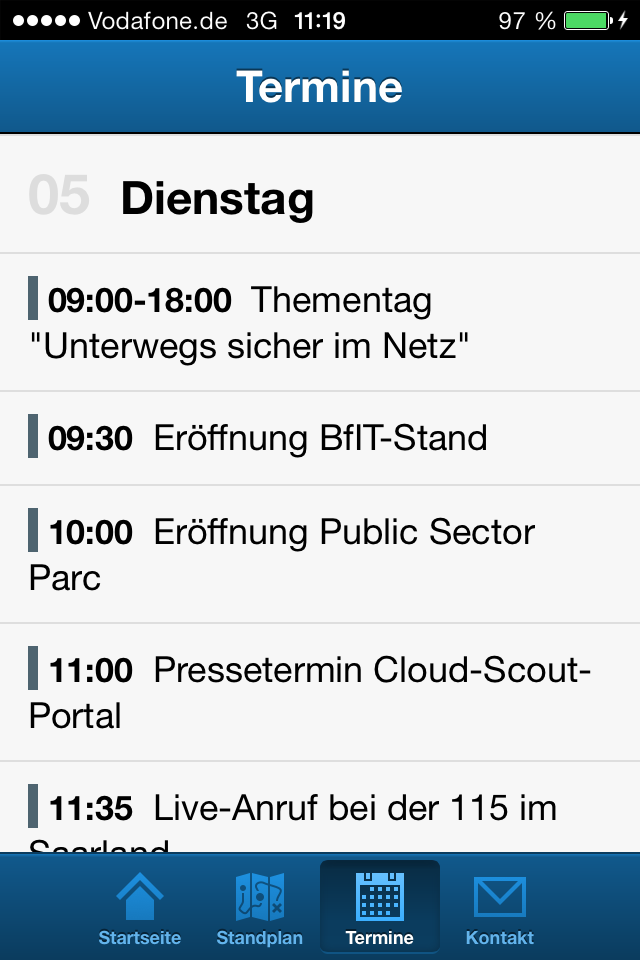 Vodafone.de 3G 11:19 97 %
Termine
05 Dienstag
09:00-18:00 Thementag
"Unterwegs sicher im Netz"
09:30 Eröffnung BfIT-Stand
10:00 Eröffnung Public Sector
Parc
11:00 Pressetermin Cloud-Scout-
Portal
11:35 Live-Anruf bei der 115 im
Saarland
Startseite Standplan Termine Kontakt